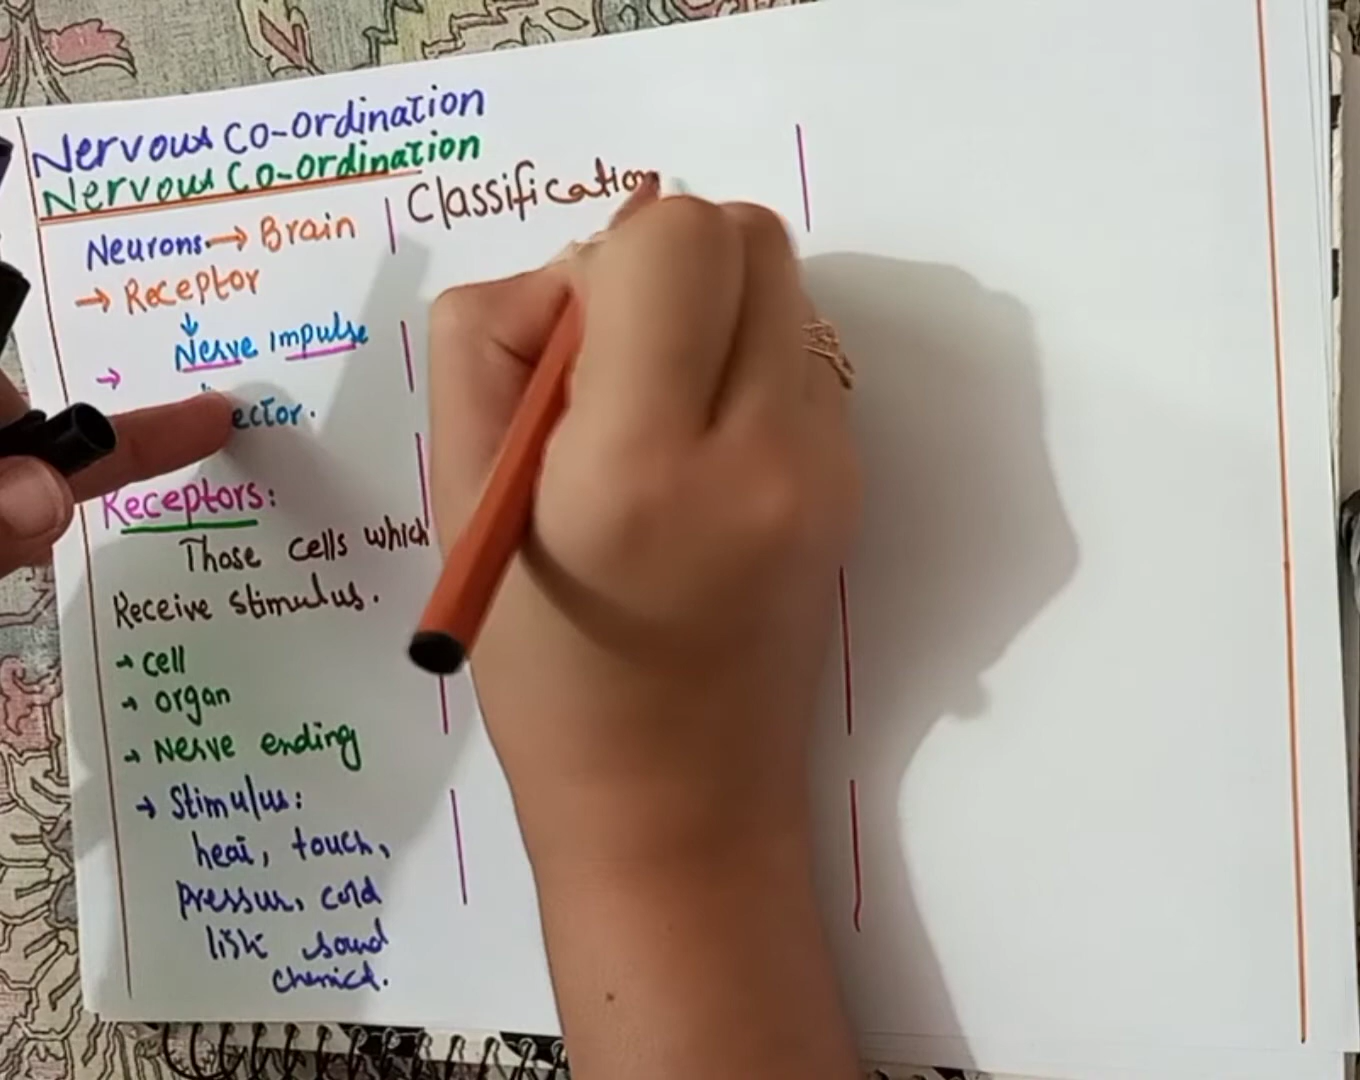 Nervous Co-ordination
Nervous Co-ordination
Neurons → Brain
→ Receptor
↓
Nerve impulse
→
ector.
Receptors:
Those cells which
Receive stimulus.
→ cell
→ organ
→ Nerve ending
→ Stimulus:
heat, touch,
pressur, cold
sound
chemical.
Classification